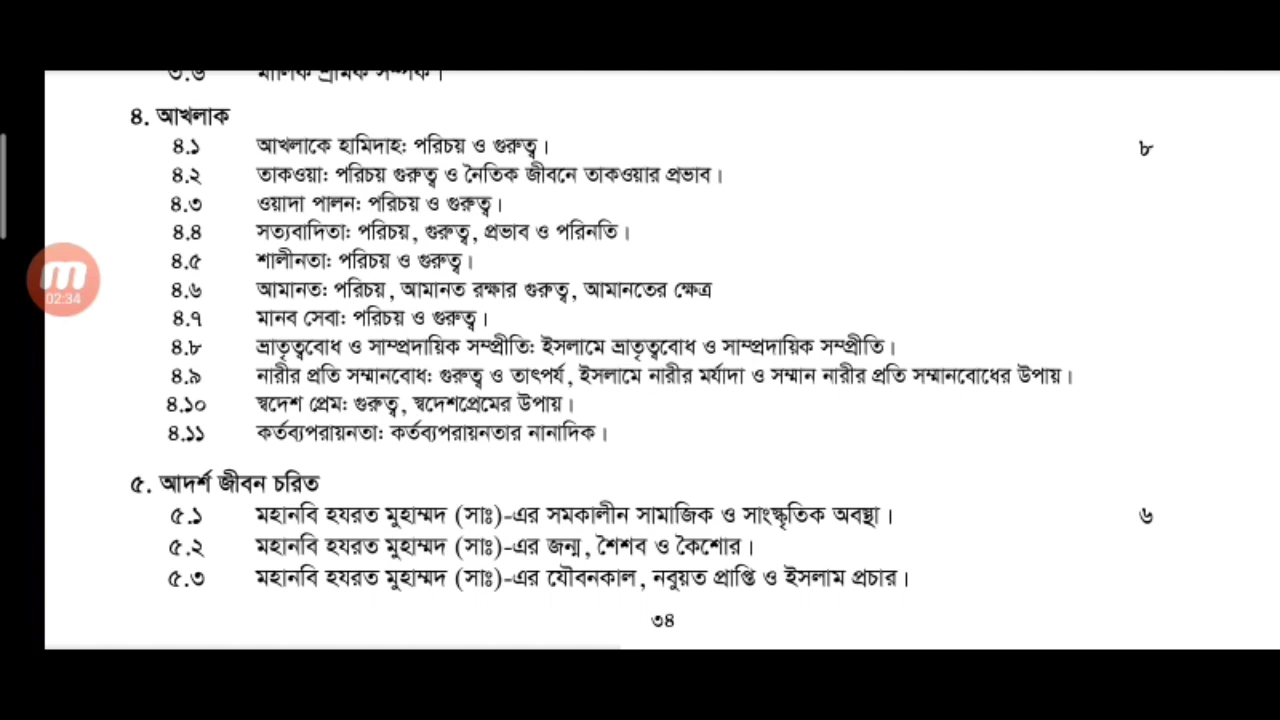 ৩.৬ মালিক শ্রমিক সম্পর্ক।
৪. আখলাক
৪.১ আখলাকে হামিদাহ: পরিচয় ও গুরুত্ব। ৮
৪.২ তাকওয়া: পরিচয় গুরুত্ব ও নৈতিক জীবনে তাকওয়ার প্রভাব।
৪.৩ ওয়াদা পালন: পরিচয় ও গুরুত্ব।
৪.৪ সত্যবাদিতা: পরিচয়, গুরুত্ব, প্রভাব ও পরিনতি।
৪.৫ শালীনতা: পরিচয় ও গুরুত্ব।
৪.৬ আমানত: পরিচয়, আমানত রক্ষার গুরুত্ব, আমানতের ক্ষেত্র
৪.৭ মানব সেবা: পরিচয় ও গুরুত্ব।
৪.৮ ভ্রাতৃত্ববোধ ও সাম্প্রদায়িক সম্প্রীতি: ইসলামে ভ্রাতৃত্ববোধ ও সাম্প্রদায়িক সম্প্রীতি।
৪.৯ নারীর প্রতি সম্মানবোধ: গুরুত্ব ও তাৎপর্য, ইসলামে নারীর মর্যাদা ও সম্মান নারীর প্রতি সম্মানবোধের উপায়।
৪.১০ স্বদেশ প্রেম: গুরুত্ব, স্বদেশপ্রেমের উপায়।
৪.১১ কর্তব্যপরায়নতা: কর্তব্যপরায়নতার নানাদিক।
৫. আদর্শ জীবন চরিত
৫.১ মহানবি হযরত মুহাম্মদ (সাঃ)-এর সমকালীন সামাজিক ও সাংস্কৃতিক অবস্থা। ৬
৫.২ মহানবি হযরত মুহাম্মদ (সাঃ)-এর জন্ম, শৈশব ও কৈশোর।
৫.৩ মহানবি হযরত মুহাম্মদ (সাঃ)-এর যৌবনকাল, নবুয়ত প্রাপ্তি ও ইসলাম প্রচার।
৩৪
02:34